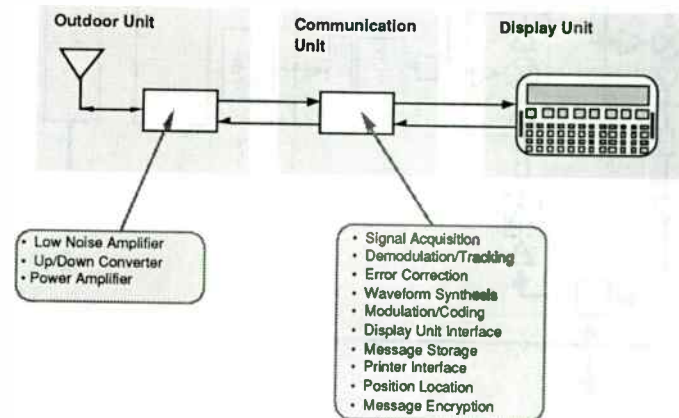 Outdoor Unit
Communication
Unit
Display Unit
• Low Noise Amplifier
• Up/Down Converter
• Power Amplifier
• Signal Acquisition
• Demodulation/Tracking
• Error Correction
• Waveform Synthesis
• Modulation/Coding
• Display Unit Interface
• Message Storage
• Printer Interface
• Position Location
• Message Encryption